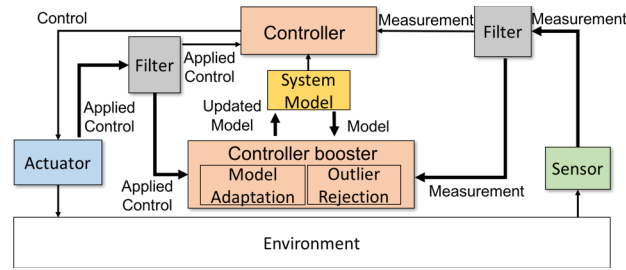 Control
Controller
Measurement
Filter
Measurement
Filter
Applied
Control
System
Model
Applied
Control
Updated
Model
Model
Actuator
Controller booster
Model
Adaptation
Outlier
Rejection
Applied
Control
Measurement
Sensor
Environment